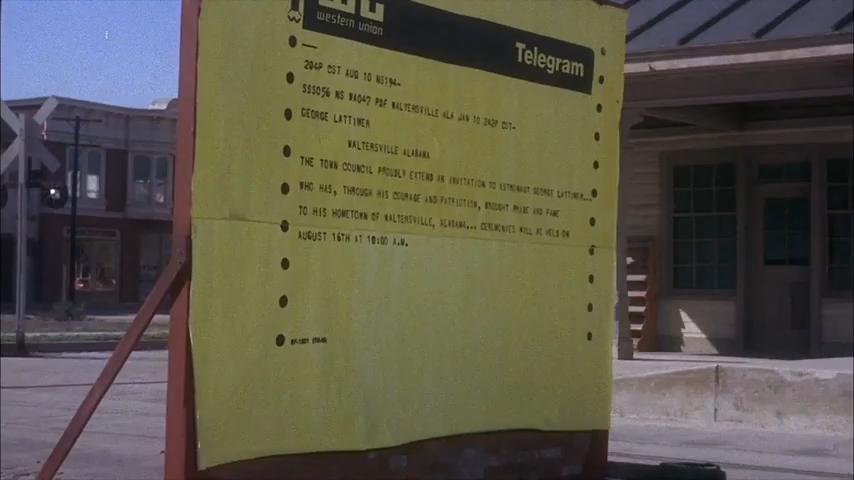 western union
Telegram
204P CST AUG 10 NS194-
SSS056 NS WA047 PDF WALTERSVILLE ALA JAN 10 242P CST-
GEORGE LATTIMER
WALTERSVILLE ALABAMA
THE TOWN COUNCIL PROUDLY EXTEND AN INVITATION TO ASTRONAUT GEORGE LATTIMER...
WHO HAS, THROUGH HIS COURAGE AND PATRIOTISM, BROUGHT PRIDE AND FAME
TO HIS HOMETOWN OF WALTERSVILLE, ALABAMA... CEREMONIES WILL BE HELD ON
AUGUST 16TH AT 10:00 A.M.